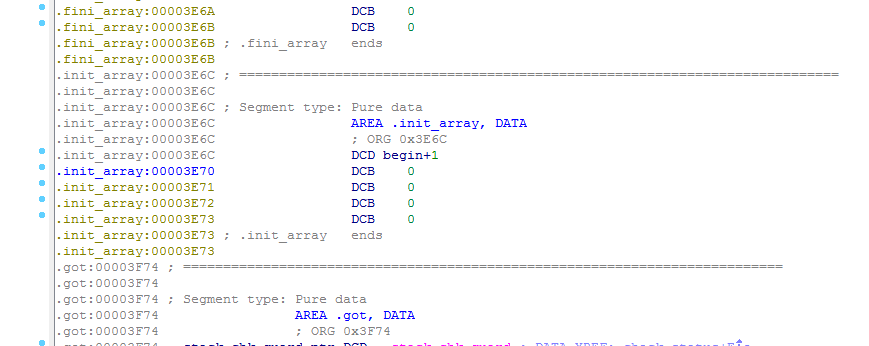 .fini_array:00003E6A DCB 0
.fini_array:00003E6B DCB 0
.fini_array:00003E6B ; .fini_array ends
.fini_array:00003E6B
.init_array:00003E6C ; ===========================================================================
.init_array:00003E6C
.init_array:00003E6C ; Segment type: Pure data
.init_array:00003E6C AREA .init_array, DATA
.init_array:00003E6C ; ORG 0x3E6C
.init_array:00003E6C DCD begin+1
.init_array:00003E70 DCB 0
.init_array:00003E71 DCB 0
.init_array:00003E72 DCB 0
.init_array:00003E73 DCB 0
.init_array:00003E73 ; .init_array ends
.init_array:00003E73
.got:00003F74 ; ===========================================================================
.got:00003F74
.got:00003F74 ; Segment type: Pure data
.got:00003F74 AREA .got, DATA
.got:00003F74 ; ORG 0x3F74